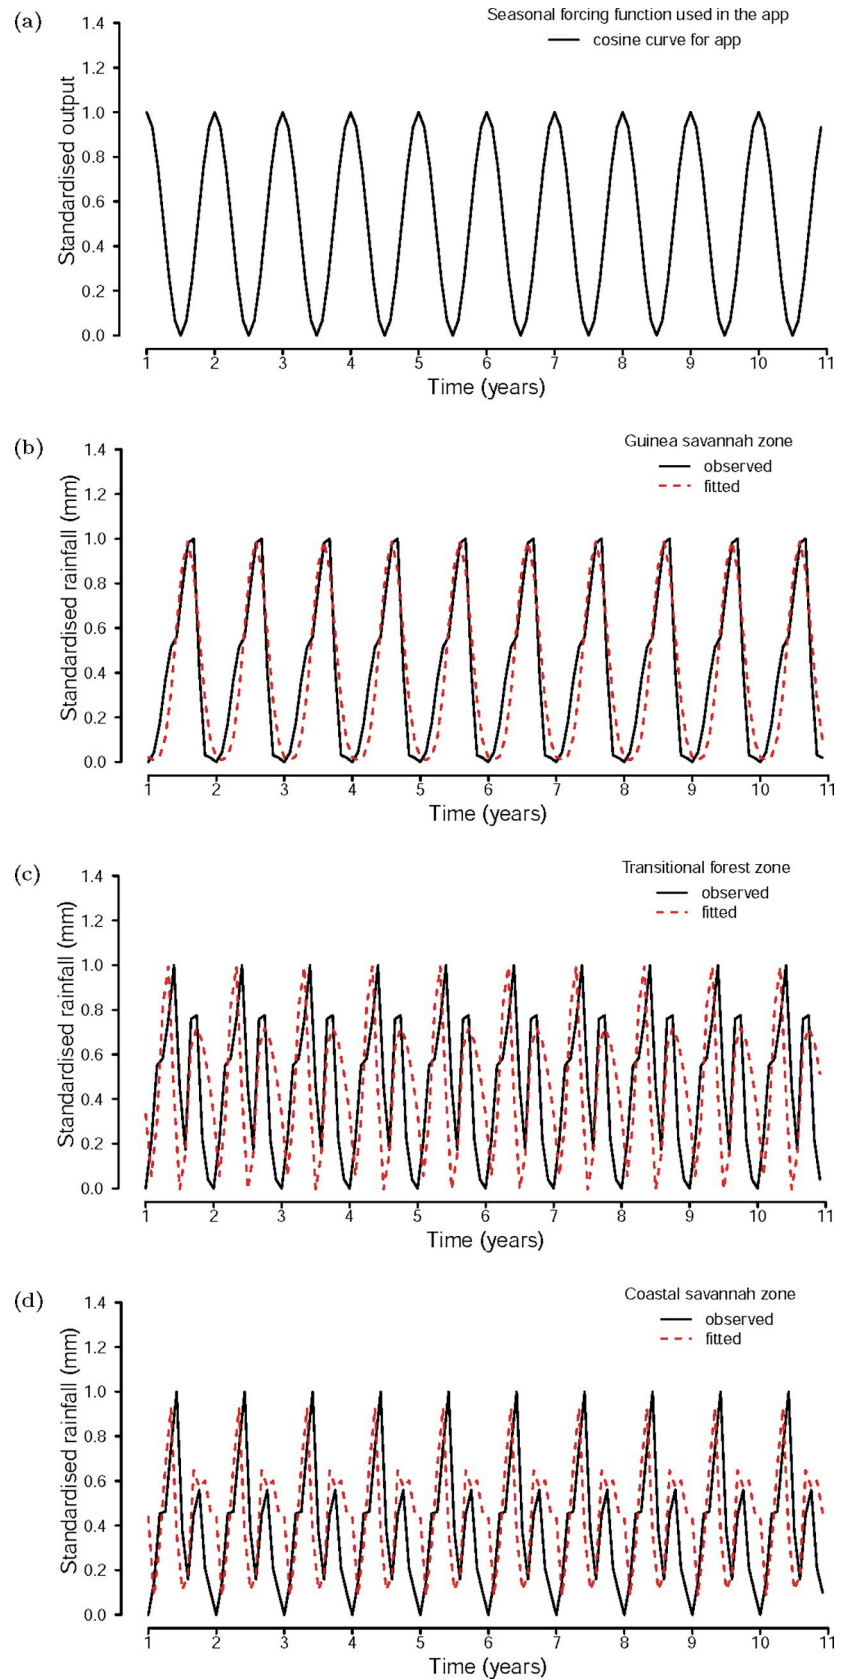 (a)
Seasonal forcing function used in the app
cosine curve for app
1.4
1.2
1.0
0.8
0.6
0.4
0.2
0.0
Standardised output
1 2 3 4 5 6 7 8 9 10 11
Time (years)
(b)
Guinea savannah zone
observed
fitted
1.4
1.2
1.0
0.8
0.6
0.4
0.2
0.0
Standardised rainfall (mm)
1 2 3 4 5 6 7 8 9 10 11
Time (years)
(c)
Transitional forest zone
observed
fitted
1.4
1.2
1.0
0.8
0.6
0.4
0.2
0.0
Standardised rainfall (mm)
1 2 3 4 5 6 7 8 9 10 11
Time (years)
(d)
Coastal savannah zone
observed
fitted
1.4
1.2
1.0
0.8
0.6
0.4
0.2
0.0
Standardised rainfall (mm)
1 2 3 4 5 6 7 8 9 10 11
Time (years)